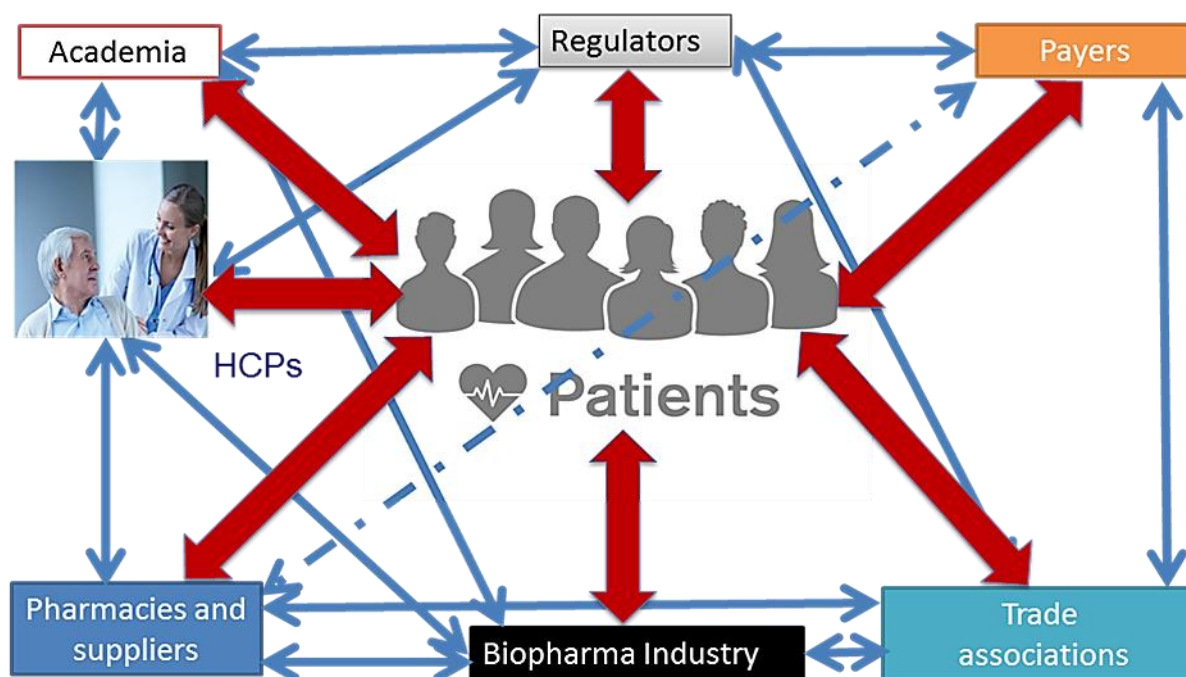 Academia
Regulators
Payers
HCPs
Patients
Pharmacies and
suppliers
Biopharma Industry
Trade
associations